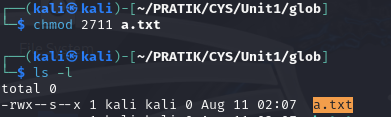 ┌──(kali㉿kali)-[~/PRATIK/CYS/Unit1/glob]
└─$ chmod 2711 a.txt
┌──(kali㉿kali)-[~/PRATIK/CYS/Unit1/glob]
└─$ ls -l
total 0
-rwx--s--x 1 kali kali 0 Aug 11 02:07 a.txt